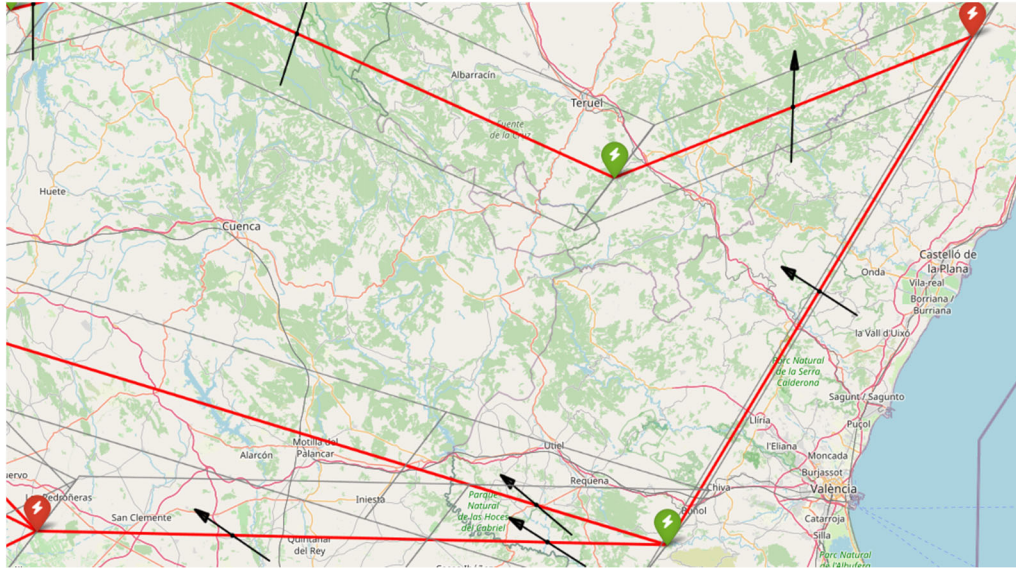 Albarracín
Teruel
Fuente
de la Cruz
Huete
Cuenca
Castelló de
la Plana
Onda
Vila-real
Borriana /
Burriana
la Vall d'Uixó
Parc Natural
de la Serra
Calderona
Sagunt / Sagunto
Puçol
Llíria
l'Eliana
Moncada
Burjassot
València
Catarroja
Silla
Parc Natural
de l'Albufera
Chiva
Buñol
Utiel
Requena
Motilla del
Palancar
Alarcón
Iniesta
Parque
Natural
de las Hoces
del Gabriel
San Clemente
Quintanar
del Rey